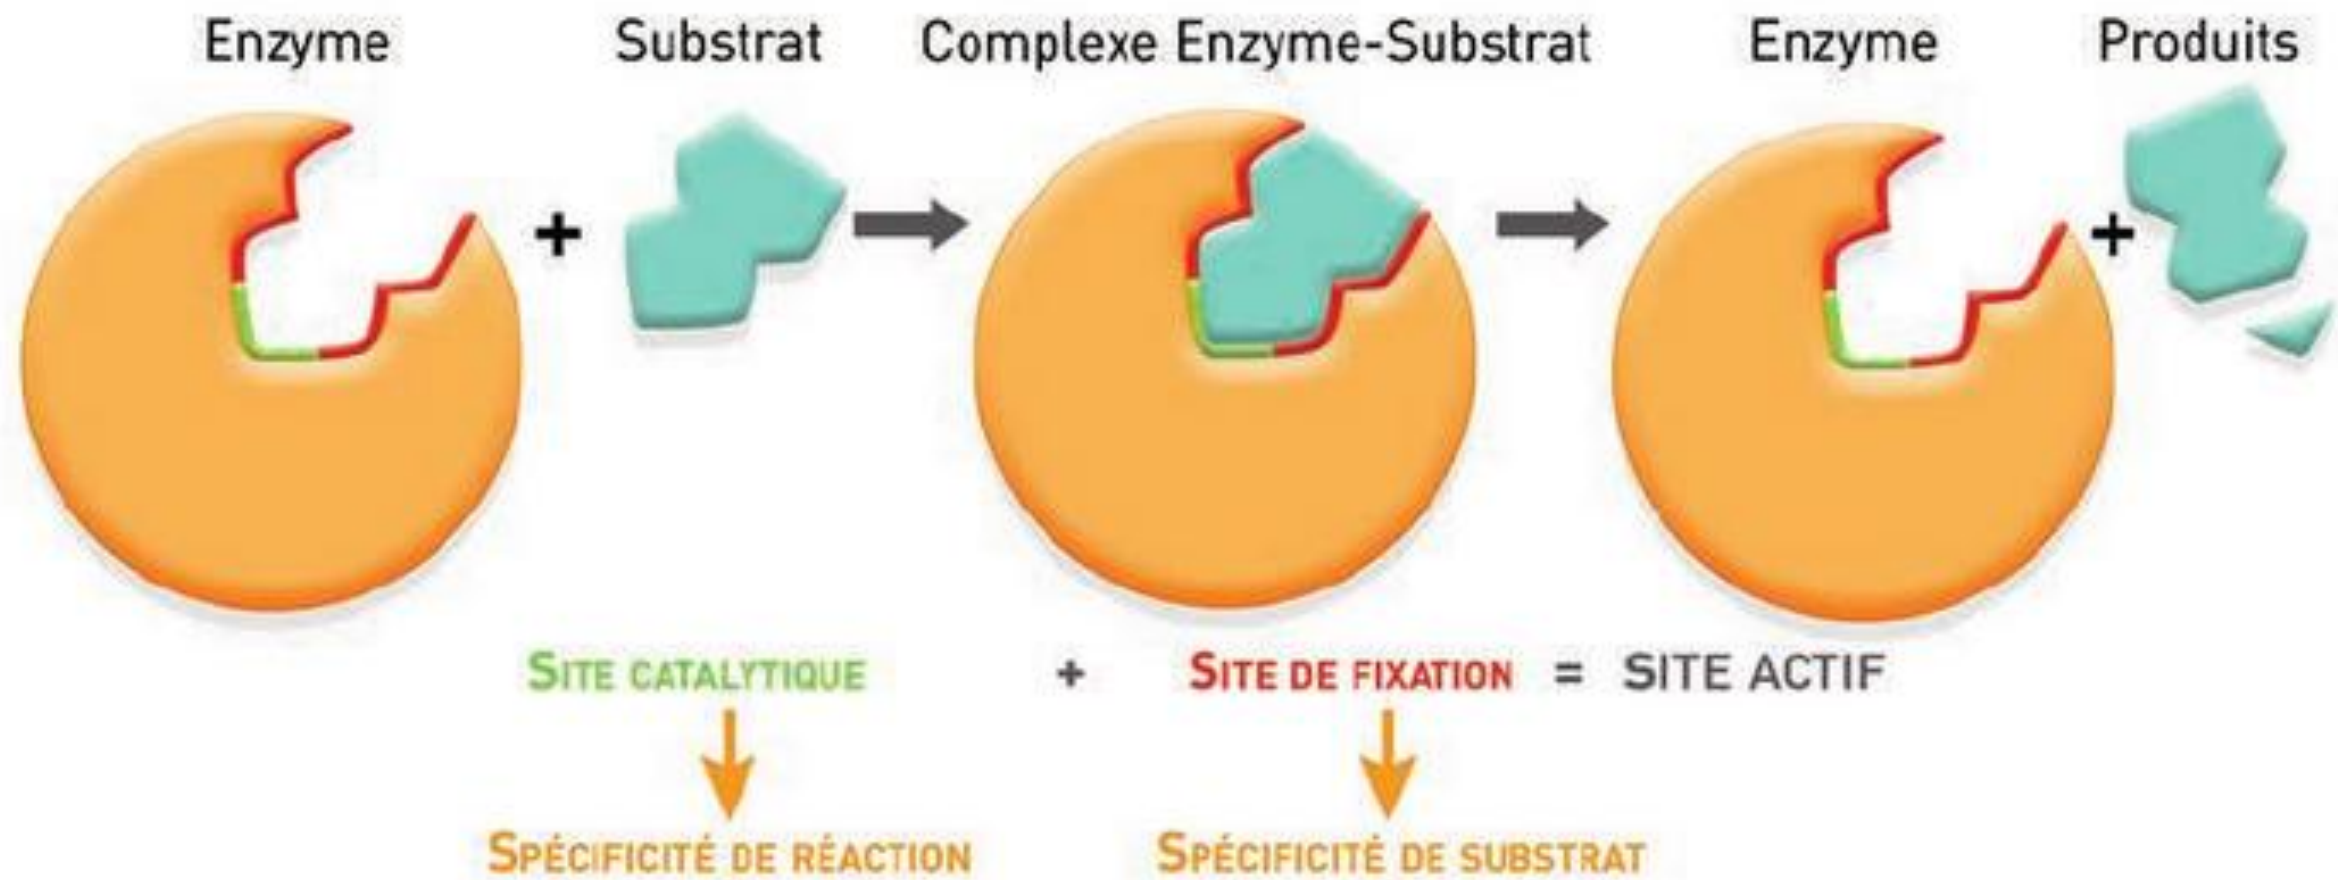 Enzyme Substrat Complexe Enzyme-Substrat Enzyme Produits
+ +
SITE CATALYTIQUE + SITE DE FIXATION = SITE ACTIF
SPÉCIFICITÉ DE RÉACTION SPÉCIFICITÉ DE SUBSTRAT